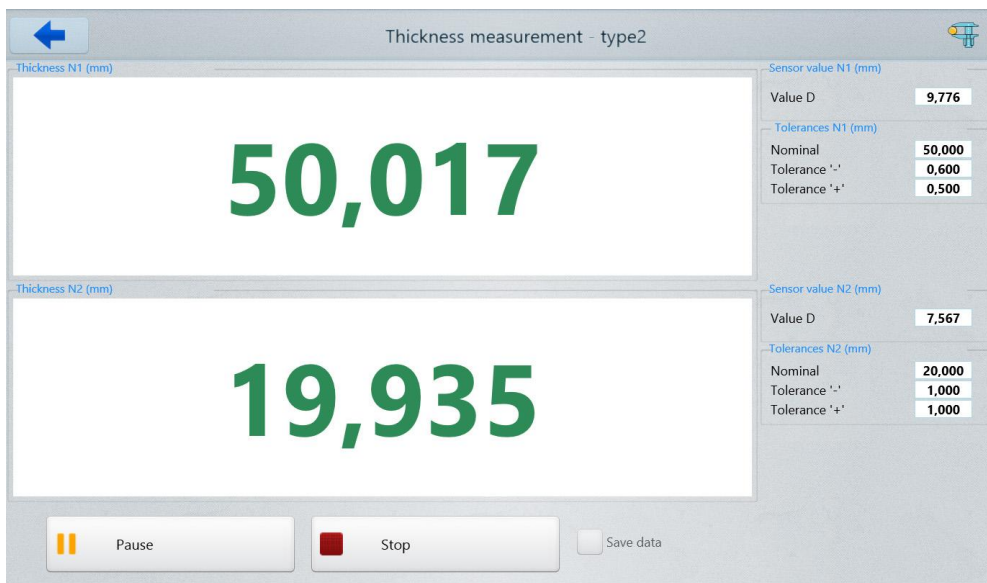 Thickness measurement - type2
Thickness N1 (mm)
50,017
Sensor value N1 (mm)
Value D 9,776
Tolerances N1 (mm)
Nominal 50,000
Tolerance '-' 0,600
Tolerance '+' 0,500
Thickness N2 (mm)
19,935
Sensor value N2 (mm)
Value D 7,567
Tolerances N2 (mm)
Nominal 20,000
Tolerance '-' 1,000
Tolerance '+' 1,000
Pause
Stop
Save data